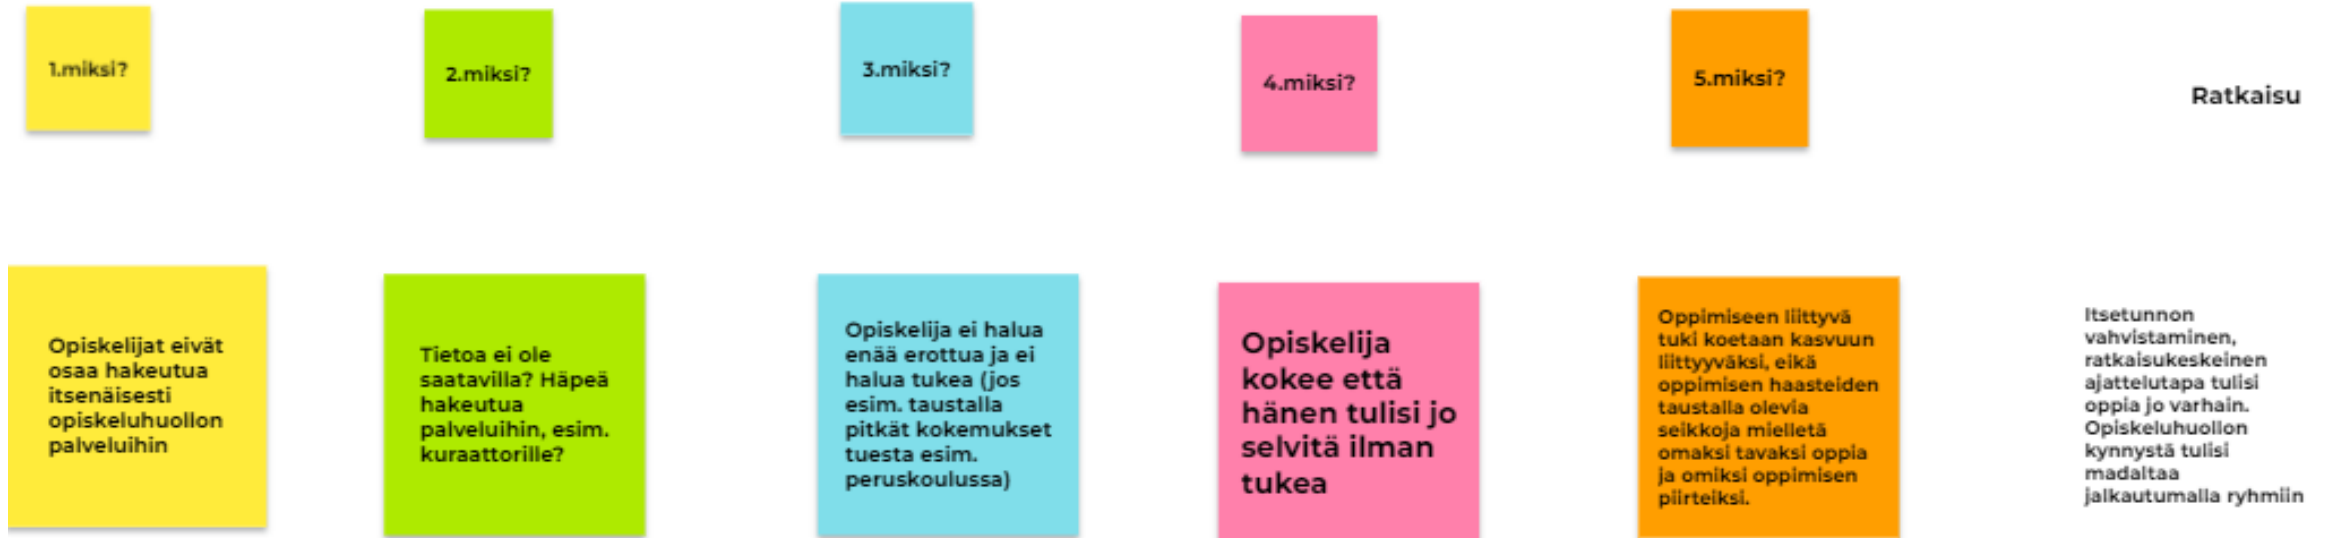 1.miksi?
2.miksi?
3.miksi?
4.miksi?
5.miksi?
Ratkaisu
Opiskelijat eivät
osaa hakeutua
itsenäisesti
opiskeluhuollon
palveluihin
Tietoa ei ole
saatavilla? Häpeä
hakeutua
palveluihin, esim.
kuraattorille?
Opiskelija ei halua
enää erottua ja ei
halua tukea (jos
esim. taustalla
pitkät kokemukset
tuesta esim.
peruskoulussa)
Opiskelija
kokee että
hänen tulisi jo
selvitä ilman
tukea
Oppimiseen liittyvä
tuki koetaan kasvuun
liittyyväksi, eikä
oppimisen haasteiden
taustalla olevia
seikkoja mielletä
omaksi tavaksi oppia
ja omiksi oppimisen
piirteiksi.
Itsetunnon
vahvistaminen,
ratkaisukeskeinen
ajattelutapa tulisi
oppia jo varhain.
Opiskeluhuollon
kynnystä tulisi
madaltaa
jalkautumalla ryhmiin